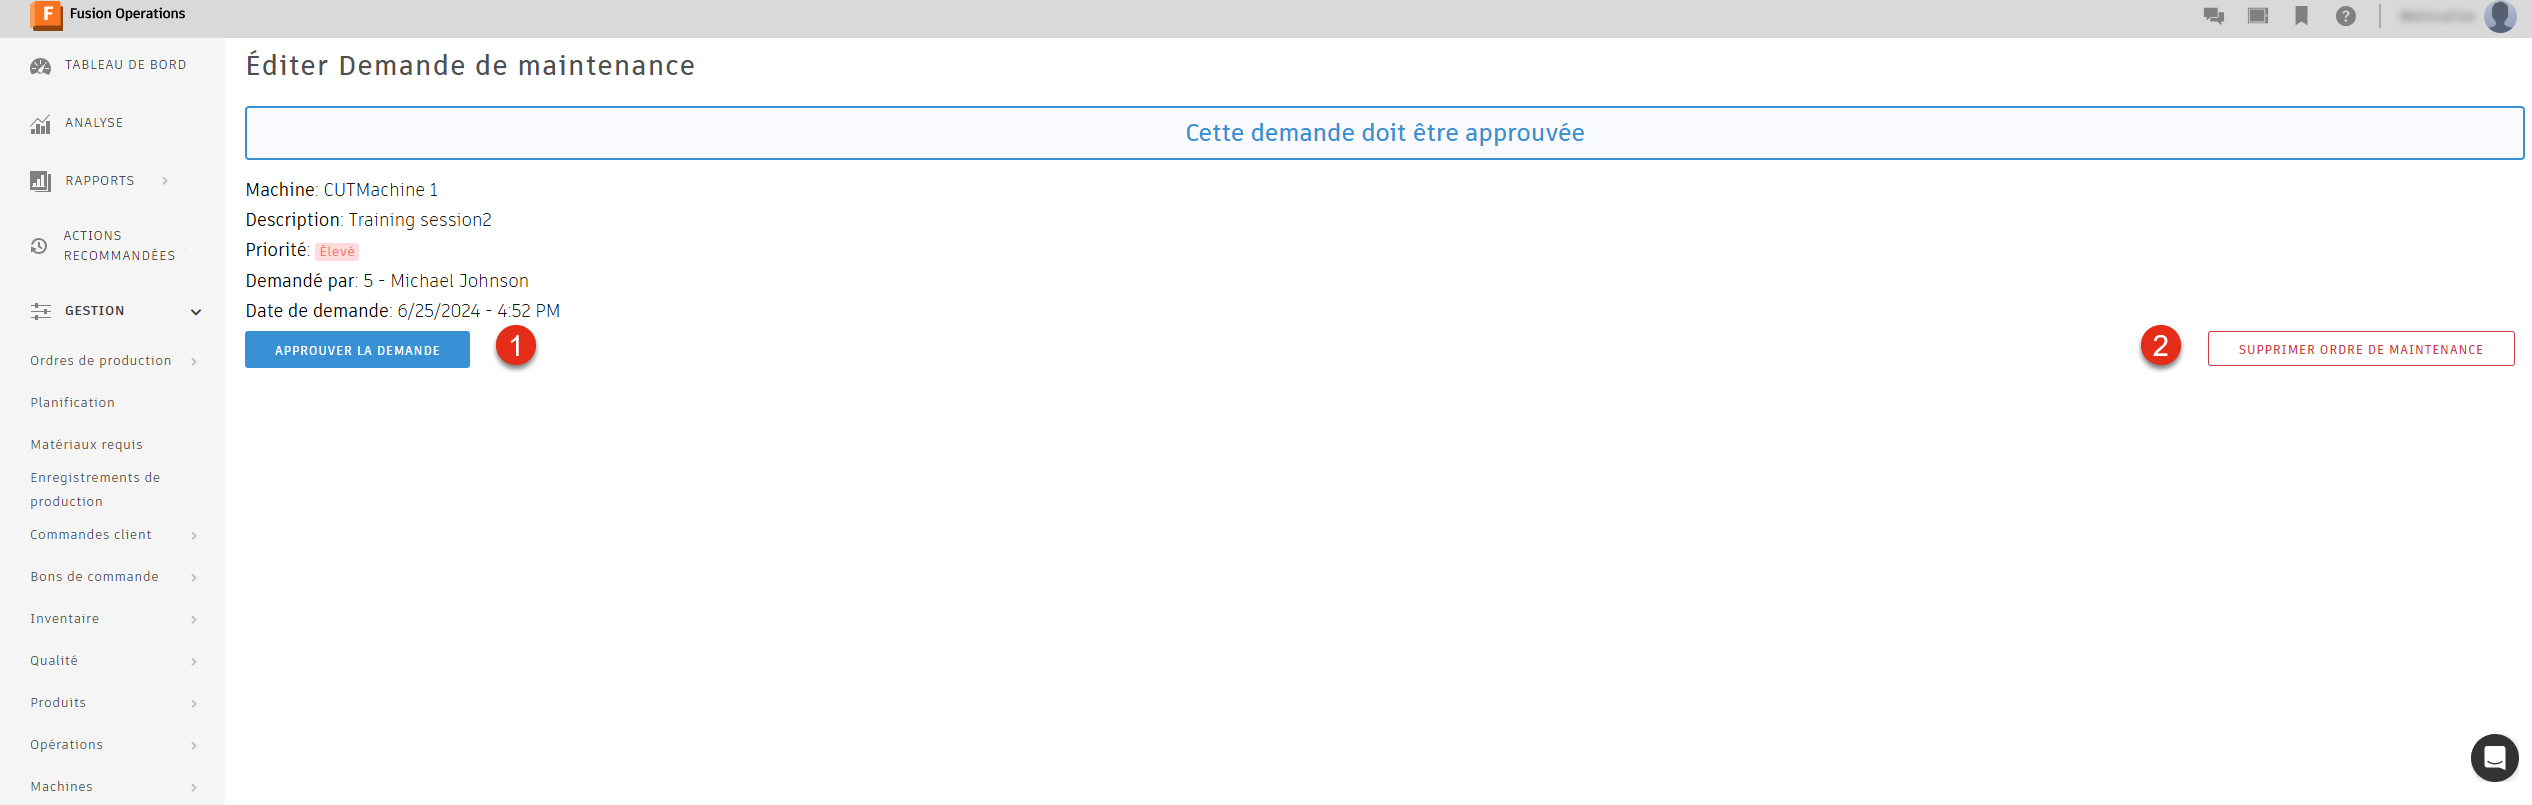 F Fusion Operations
?
TABLEAU DE BORD
ANALYSE
RAPPORTS
ACTIONS
RECOMMANDÉES
GESTION
Ordres de production
Planification
Matériaux requis
Enregistrements de
production
Commandes client
Bons de commande
Inventaire
Qualité
Produits
Opérations
Machines
Éditer Demande de maintenance
Cette demande doit être approuvée
Machine: CUTMachine 1
Description: Training session2
Priorité: Élevé
Demandé par: 5 - Michael Johnson
Date de demande: 6/25/2024 - 4:52 PM
APPROUVER LA DEMANDE
1
2
SUPPRIMER ORDRE DE MAINTENANCE